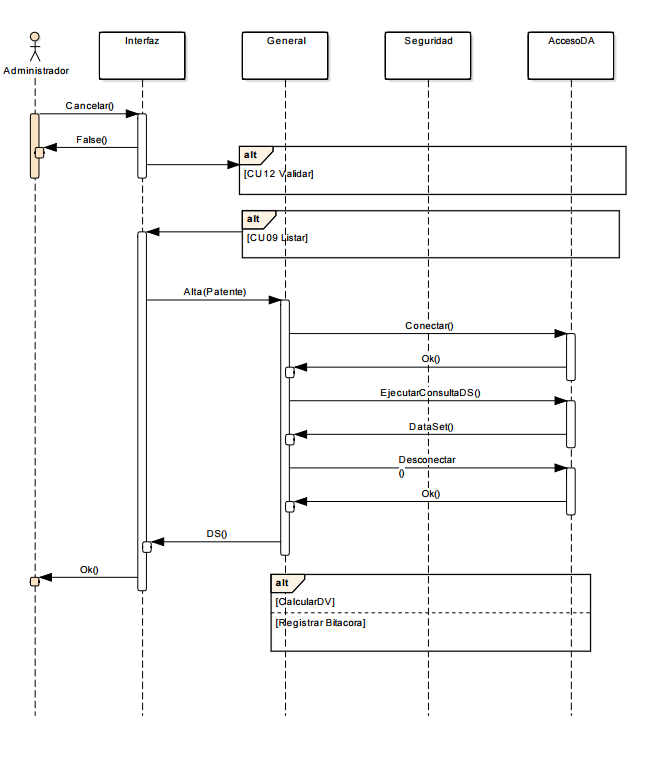 Administrador
Interfaz
General
Seguridad
AccesoDA
Cancelar()
False()
alt
[CU12 Validar]
alt
[CU09 Listar]
Alta(Patente)
Conectar()
Ok()
EjecutarConsultaDS()
DataSet()
Desconectar
()
Ok()
DS()
Ok()
alt
[CalcularDV]
[Registrar Bitacora]